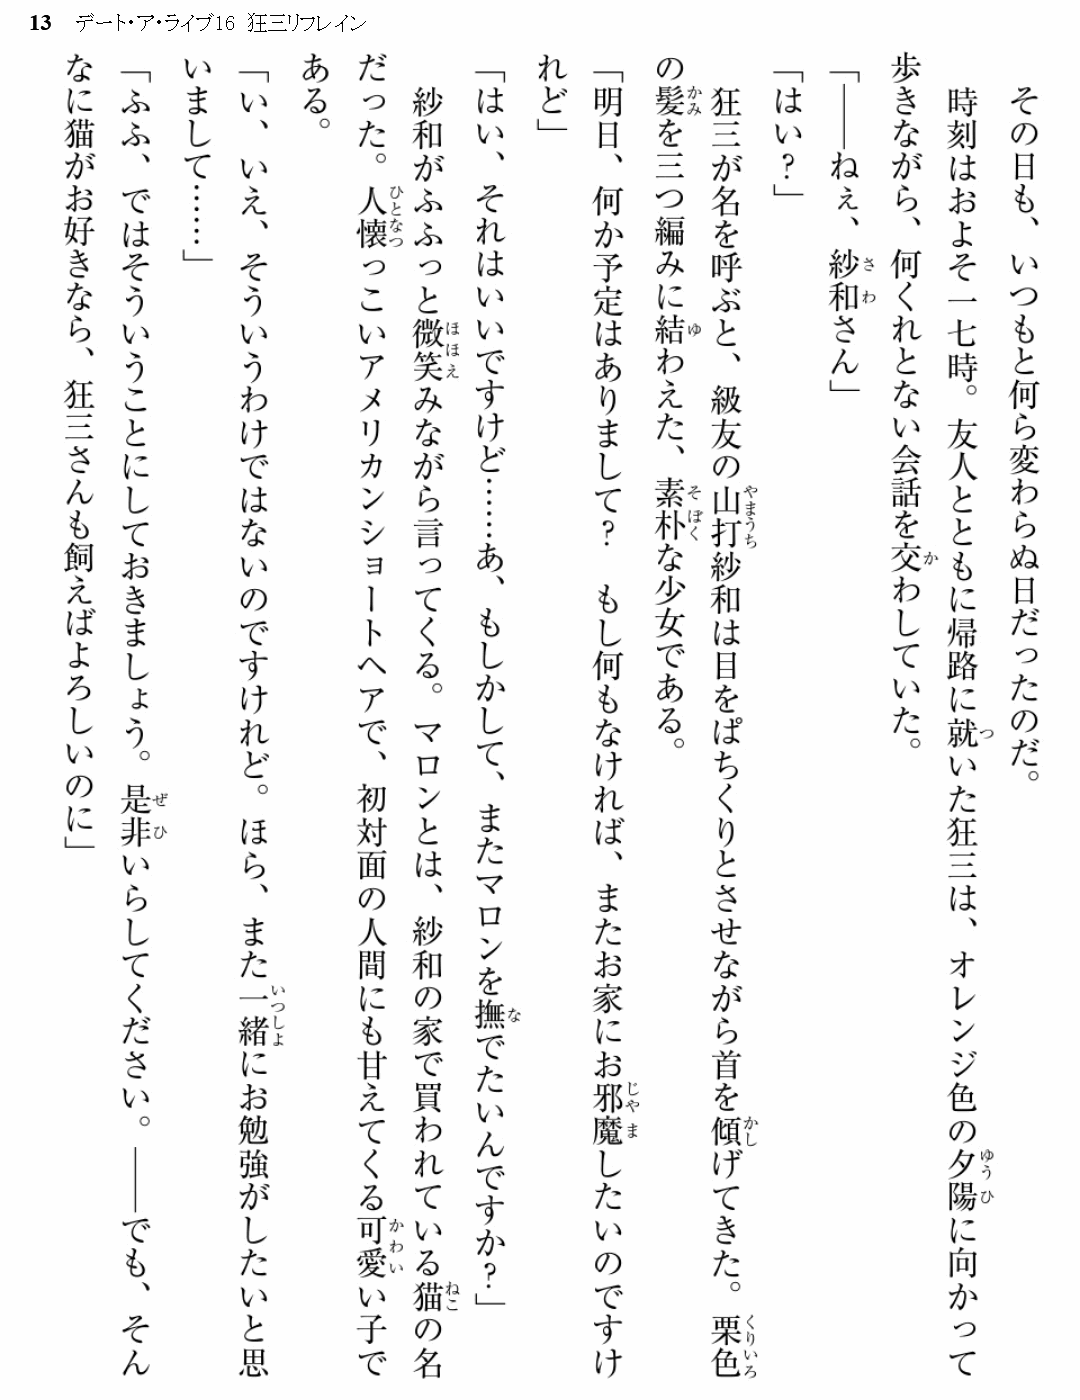 13 デート・ア・ライブ16 狂三リフレイン
その日も、いつもと何ら変わらぬ日だったのだ。
時刻はおよそ一七時。友人とともに帰路に就いた狂三は、オレンジ色の夕陽に向かって
歩きながら、何くれとない会話を交わしていた。
「――ねぇ、紗和さん」
「はい？」
狂三が名を呼ぶと、級友の山打紗和は目をぱちくりとさせながら首を傾げてきた。栗色
の髪を三つ編みに結わえた、素朴な少女である。
「明日、何か予定はありまして？　もし何もなければ、またお家にお邪魔したいのですけ
れど」
「はい、それはいいですけど……あ、もしかして、またマロンを撫でたいんですか？」
紗和がふふっと微笑みながら言ってくる。マロンとは、紗和の家で買われている猫の名
だった。人懐っこいアメリカンショートヘアで、初対面の人間にも甘えてくる可愛い子で
ある。
「い、いえ、そういうわけではないのですけれど。ほら、また一緒にお勉強がしたいと思
いまして……」
「ふふ、ではそういうことにしておきましょう。是非いらしてください。――でも、そん
なに猫がお好きなら、狂三さんも飼えばよろしいのに」